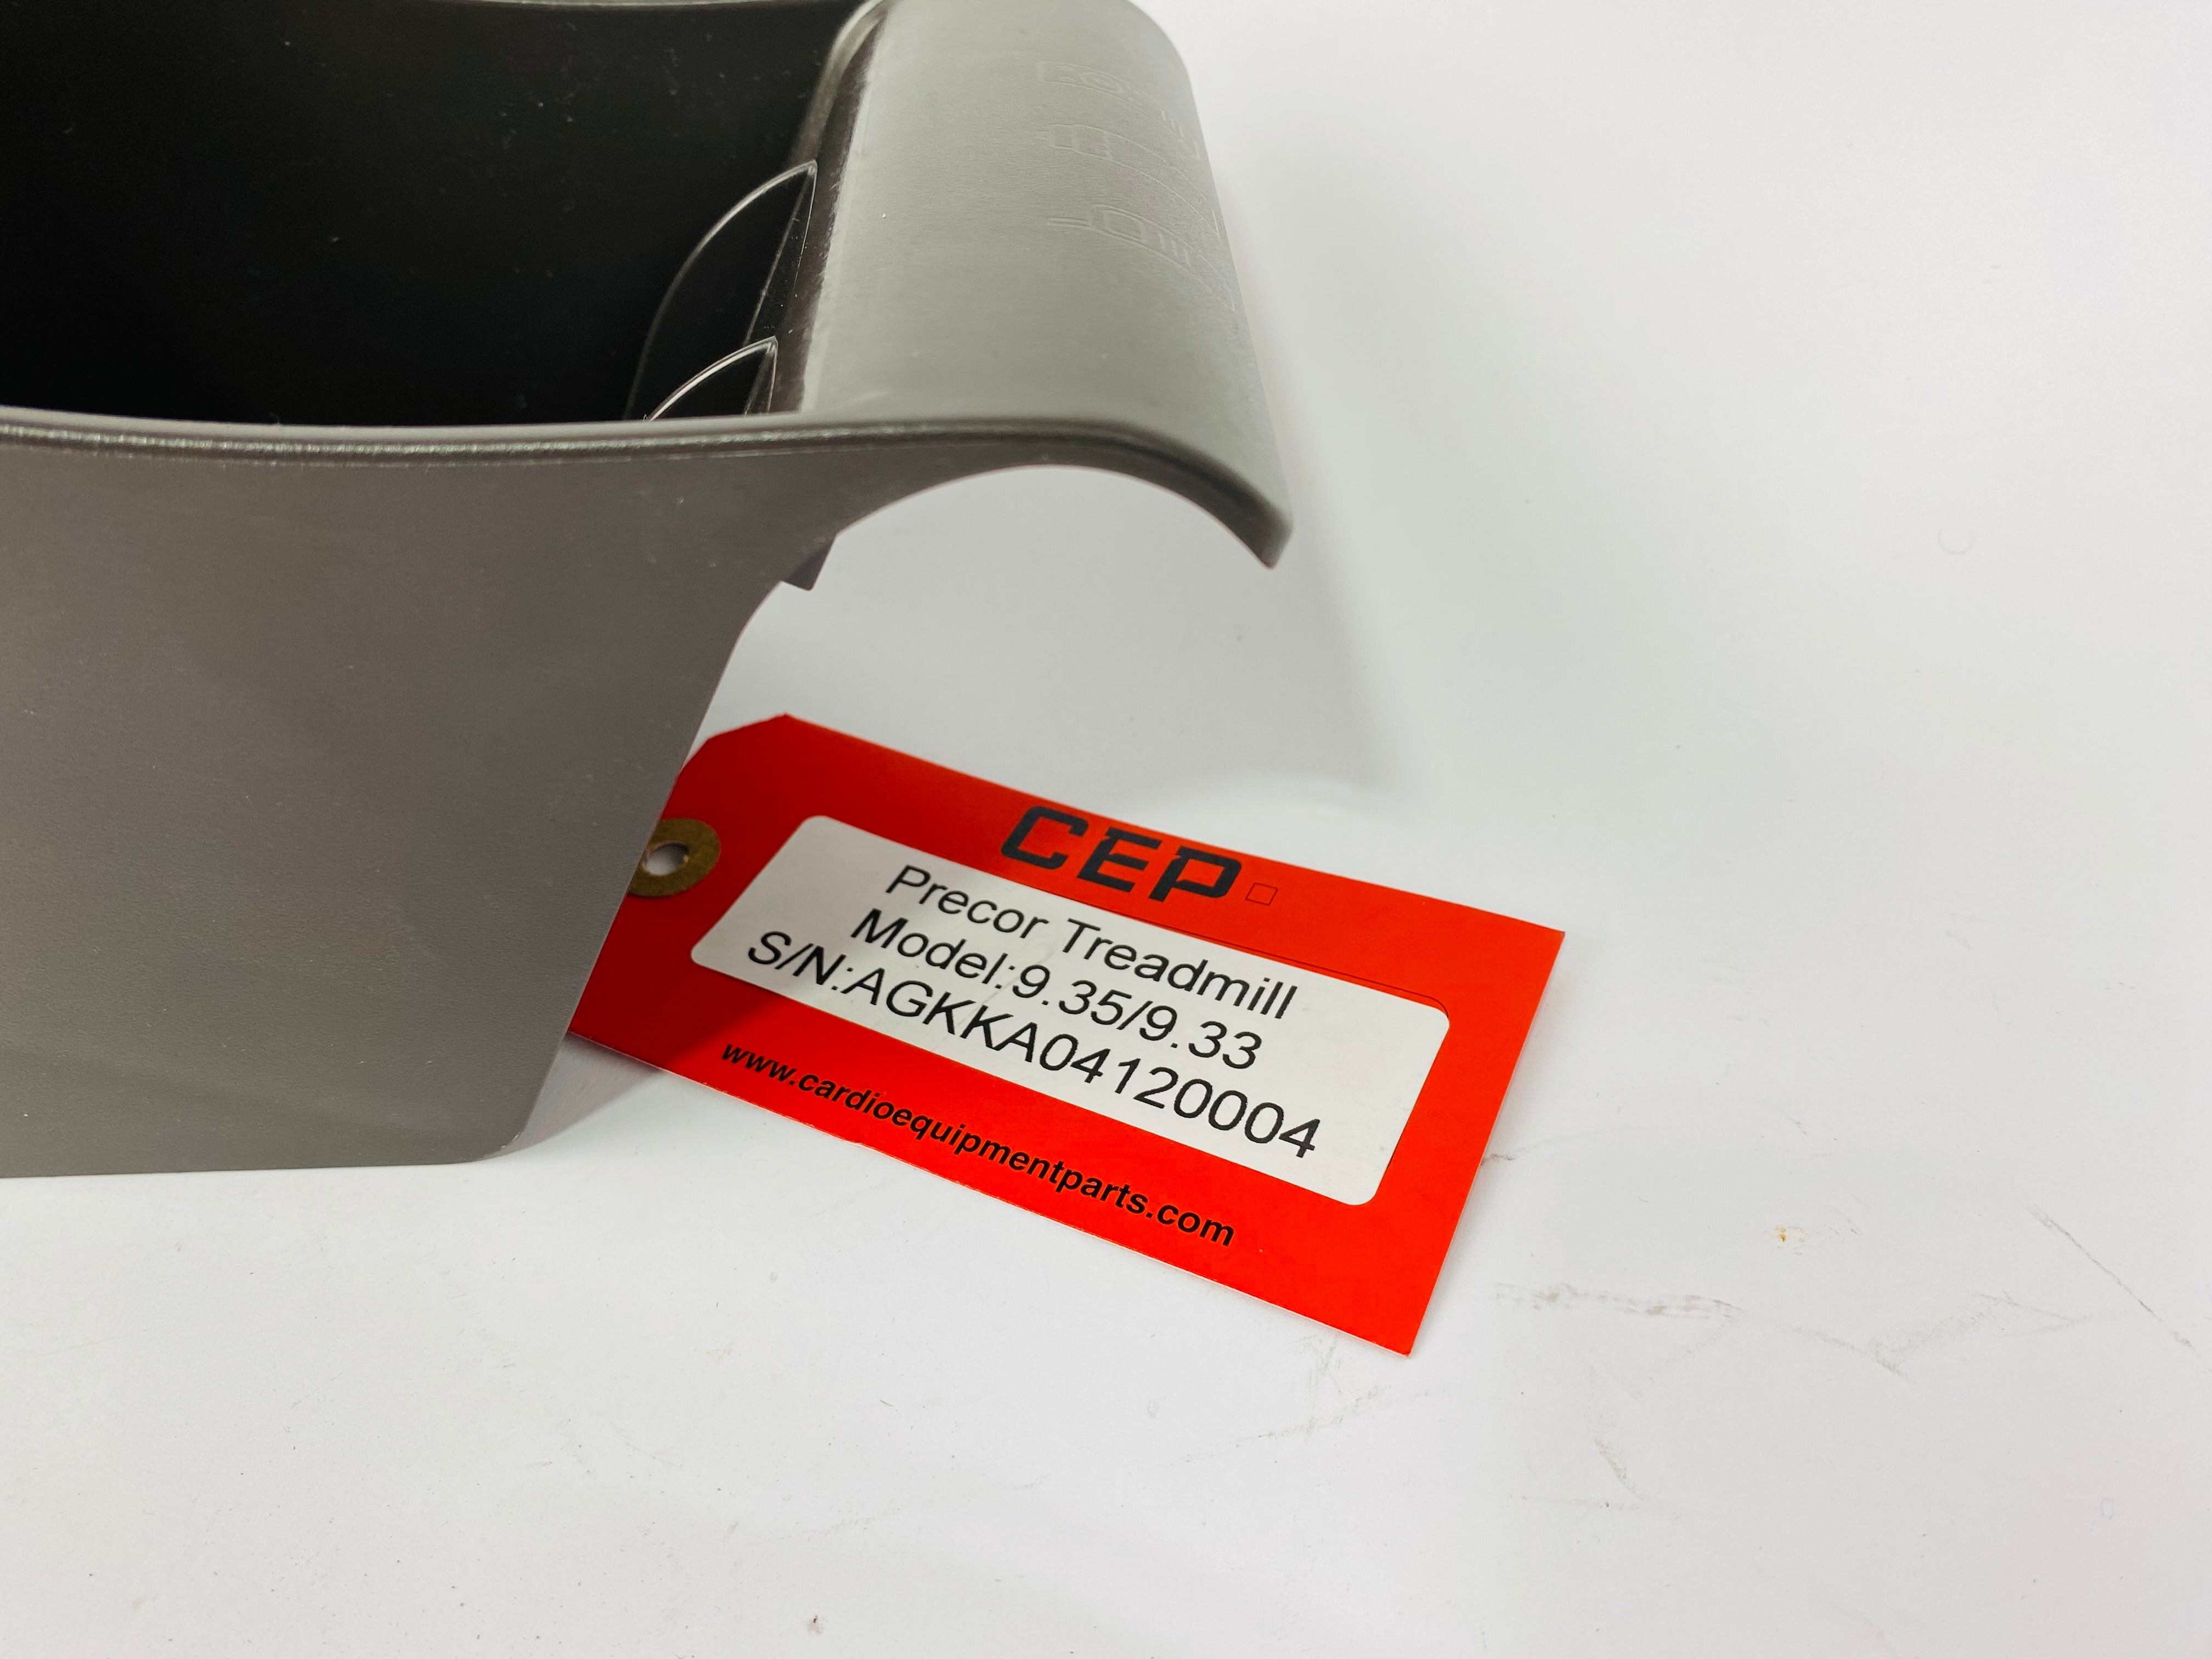 CEP
Precor Treadmill
Model:9.35/9.33
S/N:AGKKA04120004
www.cardioequipmentparts.com